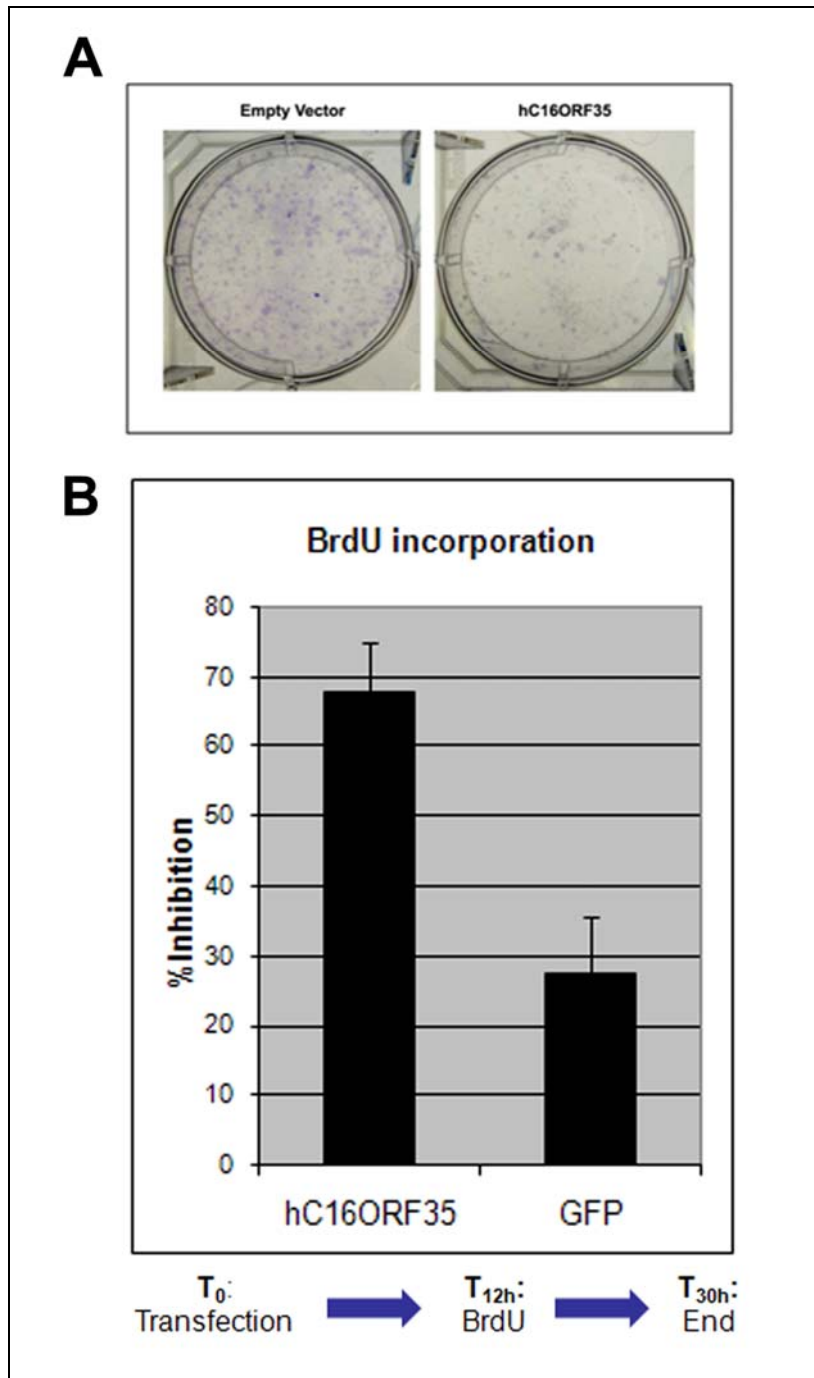 A
Empty Vector hC16ORF35
B
BrdU incorporation
80
70
60
50
40
30
20
10
0
%Inhibition
hC16ORF35 GFP
T0: T12h: T30h:
Transfection BrdU End